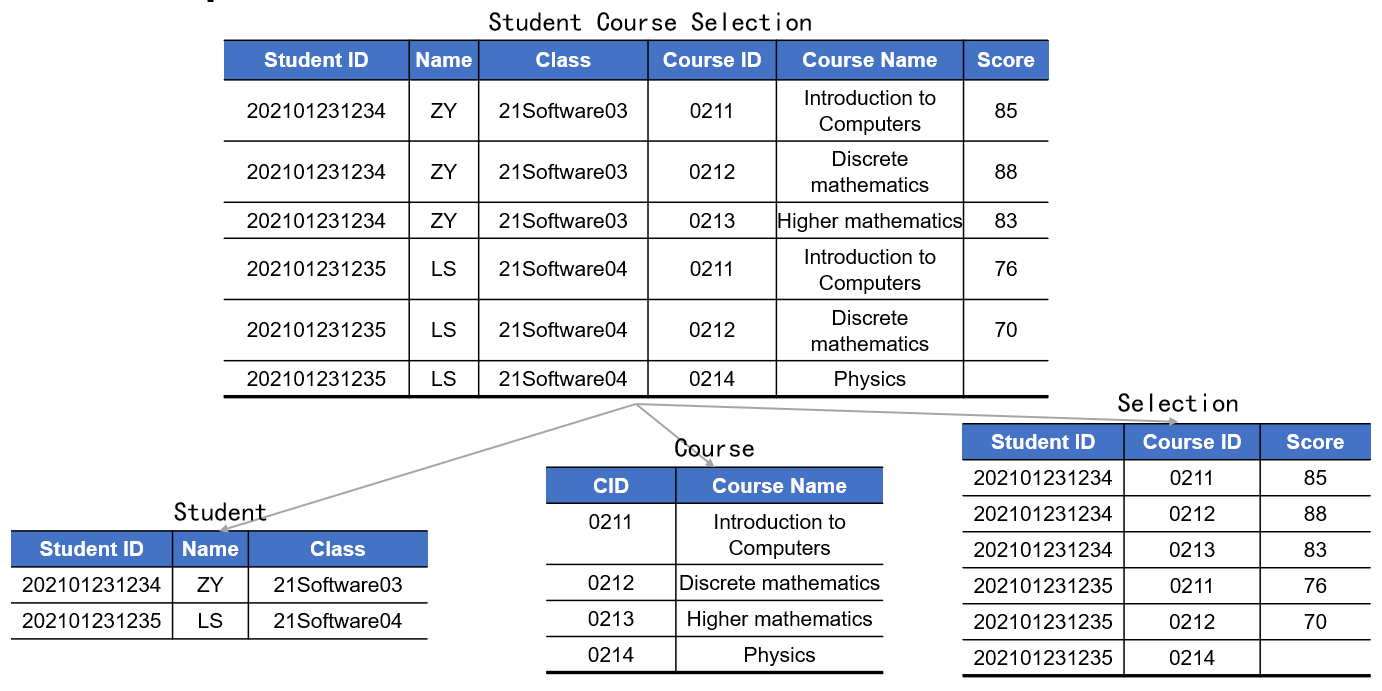 Student Course Selection
Student ID Name Class Course ID Course Name Score
202101231234 ZY 21Software03 0211 Introduction to Computers 85
202101231234 ZY 21Software03 0212 Discrete mathematics 88
202101231234 ZY 21Software03 0213 Higher mathematics 83
202101231235 LS 21Software04 0211 Introduction to Computers 76
202101231235 LS 21Software04 0212 Discrete mathematics 70
202101231235 LS 21Software04 0214 Physics
Student
Student ID Name Class
202101231234 ZY 21Software03
202101231235 LS 21Software04
Course
CID Course Name
0211 Introduction to Computers
0212 Discrete mathematics
0213 Higher mathematics
0214 Physics
Selection
Student ID Course ID Score
202101231234 0211 85
202101231234 0212 88
202101231234 0213 83
202101231235 0211 76
202101231235 0212 70
202101231235 0214